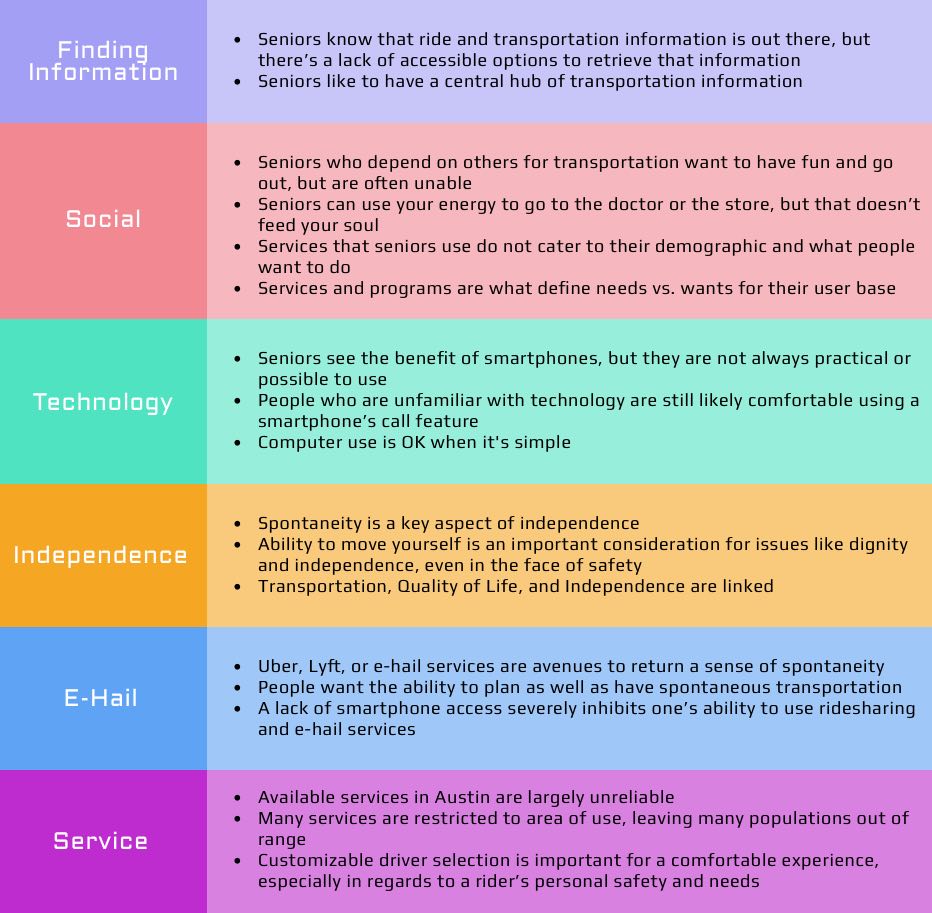 Finding
Information
• Seniors know that ride and transportation information is out there, but
there’s a lack of accessible options to retrieve that information
• Seniors like to have a central hub of transportation information
Social
• Seniors who depend on others for transportation want to have fun and go
out, but are often unable
• Seniors can use your energy to go to the doctor or the store, but that doesn’t
feed your soul
• Services that seniors use do not cater to their demographic and what people
want to do
• Services and programs are what define needs vs. wants for their user base
Technology
• Seniors see the benefit of smartphones, but they are not always practical or
possible to use
• People who are unfamiliar with technology are still likely comfortable using a
smartphone’s call feature
• Computer use is OK when it's simple
Independence
• Spontaneity is a key aspect of independence
• Ability to move yourself is an important consideration for issues like dignity
and independence, even in the face of safety
• Transportation, Quality of Life, and Independence are linked
E-Hail
• Uber, Lyft, or e-hail services are avenues to return a sense of spontaneity
• People want the ability to plan as well as have spontaneous transportation
• A lack of smartphone access severely inhibits one’s ability to use ridesharing
and e-hail services
Service
• Available services in Austin are largely unreliable
• Many services are restricted to area of use, leaving many populations out of
range
• Customizable driver selection is important for a comfortable experience,
especially in regards to a rider’s personal safety and needs